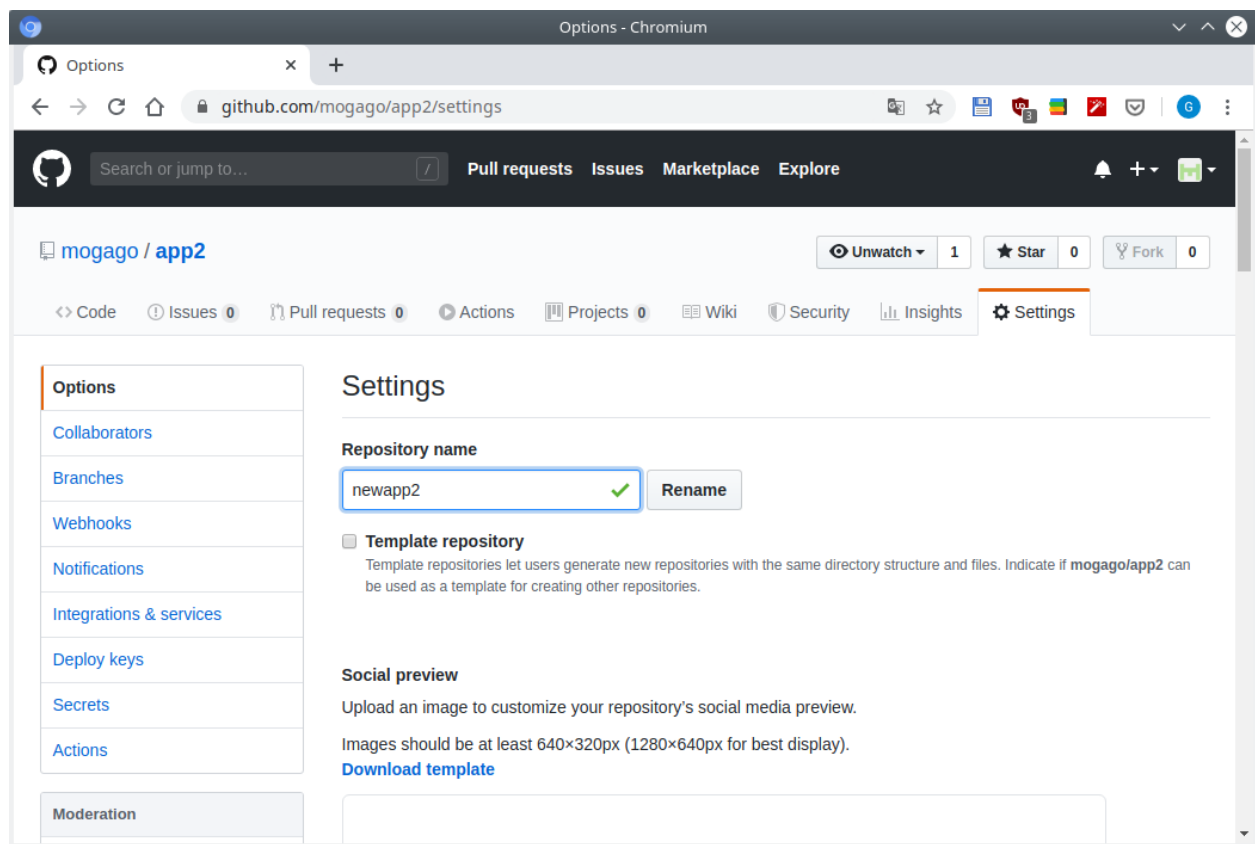 Options - Chromium
Options
github.com/mogago/app2/settings
3
G
Search or jump to...
/
Pull requests Issues Marketplace Explore
mogago / app2
Unwatch 1 Star 0 Fork 0
Code Issues 0 Pull requests 0 Actions Projects 0 Wiki Security Insights Settings
Options
Collaborators
Branches
Webhooks
Notifications
Integrations & services
Deploy keys
Secrets
Actions
Moderation
Settings
Repository name
newapp2 Rename
Template repository
Template repositories let users generate new repositories with the same directory structure and files. Indicate if mogago/app2 can
be used as a template for creating other repositories.
Social preview
Upload an image to customize your repository's social media preview.
Images should be at least 640×320px (1280×640px for best display).
Download template